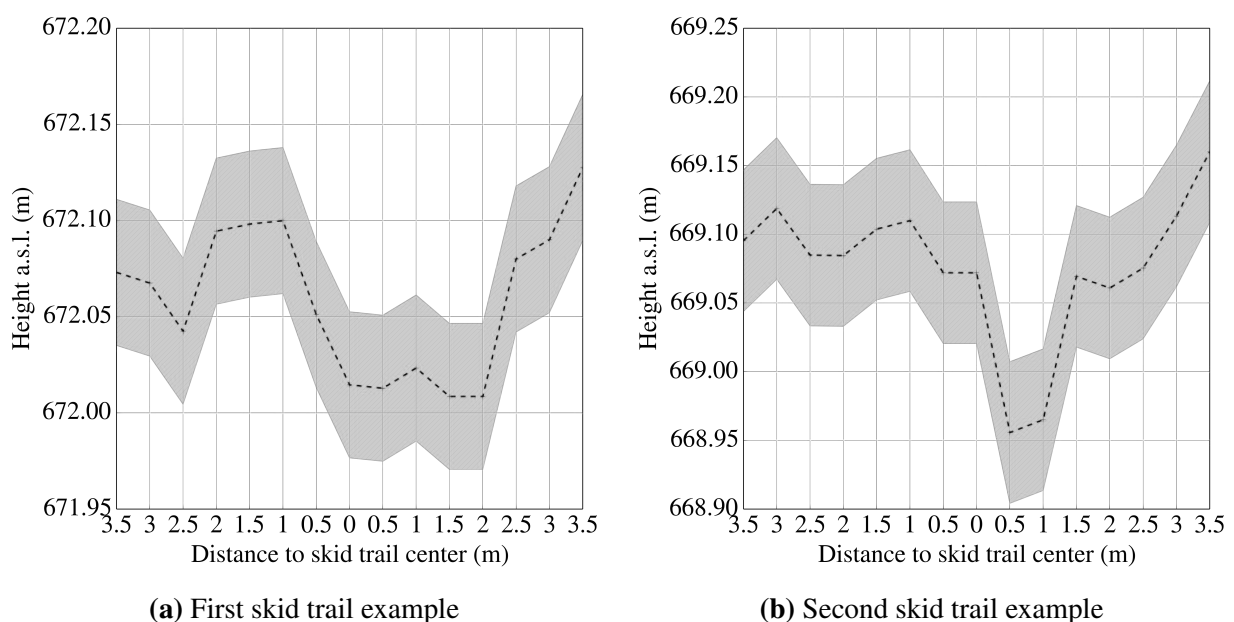 672.20
672.15
672.10
672.05
672.00
671.95
Height a.s.l. (m)
3.5 3 2.5 2 1.5 1 0.5 0 0.5 1 1.5 2 2.5 3 3.5
Distance to skid trail center (m)
(a) First skid trail example
669.25
669.20
669.15
669.10
669.05
669.00
668.95
668.90
Height a.s.l. (m)
3.5 3 2.5 2 1.5 1 0.5 0 0.5 1 1.5 2 2.5 3 3.5
Distance to skid trail center (m)
(b) Second skid trail example